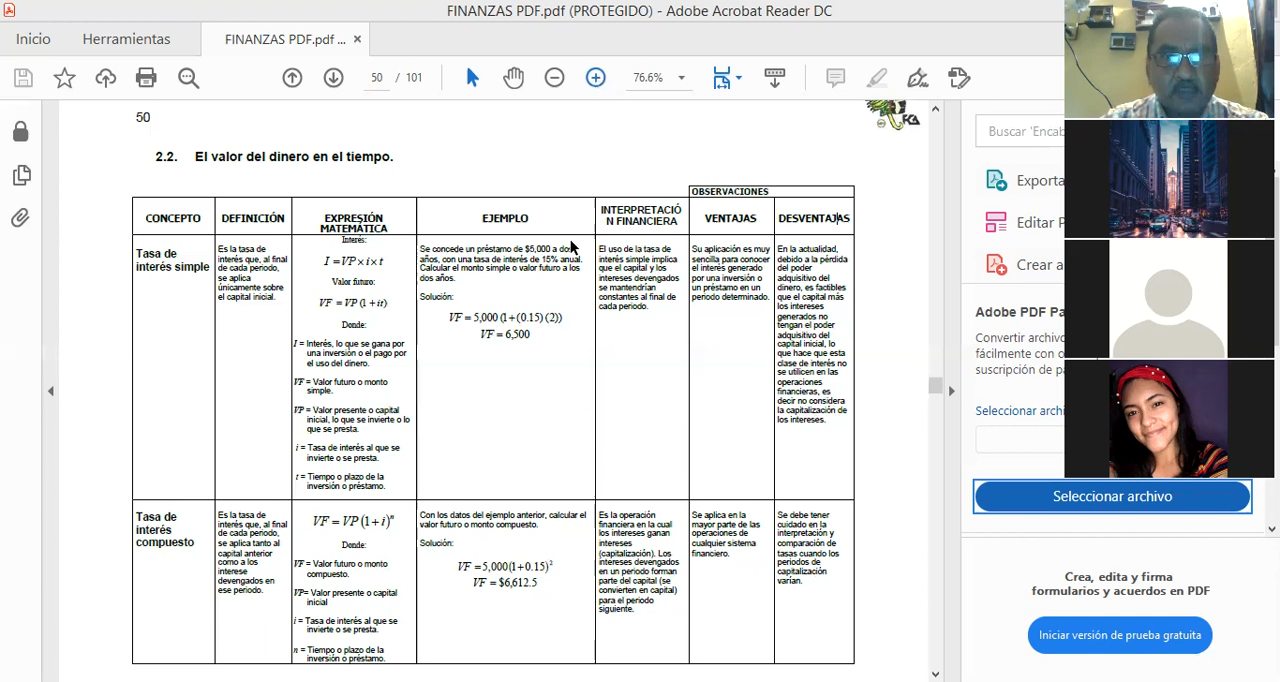 FINANZAS PDF.pdf (PROTEGIDO) - Adobe Acrobat Reader DC
Inicio
Herramientas
FINANZAS PDF.pdf ... ×
50 / 101
76.6%
50
FCA
2.2. El valor del dinero en el tiempo.
OBSERVACIONES
CONCEPTO
DEFINICIÓN
EXPRESIÓN
MATEMÁTICA
EJEMPLO
INTERPRETACIÓ
N FINANCIERA
VENTAJAS
DESVENTAJAS
Tasa de
interés simple
Es la tasa de
interés que, al final
de cada periodo,
se aplica
únicamente sobre
el capital inicial.
Interés:
I = VP × i × t
Valor futuro:
VF = VP (1 + it)
Donde:
I = Interés, lo que se gana por
una inversión o el pago por
el uso del dinero.
VF = Valor futuro o monto
simple.
VP = Valor presente o capital
inicial, lo que se invierte o lo
que se presta.
i = Tasa de interés al que se
invierte o se presta.
t = Tiempo o plazo de la
inversión o préstamo.
Se concede un préstamo de $5,000 a dos
años, con una tasa de interés de 15% anual.
Calcular el monto simple o valor futuro a los
dos años.
Solución:
VF = 5,000 (1+(0.15) (2))
VF = 6,500
El uso de la tasa de
interés simple implica
que el capital y los
intereses devengados
se mantendrían
constantes al final de
cada periodo.
Su aplicación es muy
sencilla para conocer
el interés generado
por una inversión o
un préstamo en un
periodo determinado.
En la actualidad,
debido a la pérdida
del poder
adquisitivo del
dinero, es factibles
que el capital más
los intereses
generados no
tengan el poder
adquisitivo del
capital inicial, lo
que hace que esta
clase de interés no
se utilicen en las
operaciones
financieras, es
decir no considera
la capitalización de
los intereses.
Tasa de
interés
compuesto
Es la tasa de
interés que, al final
de cada periodo,
se aplica tanto al
capital anterior
como a los
interese
devengados en
ese periodo.
VF = VP (1 + i)ⁿ
Donde:
VF = Valor futuro o monto
compuesto.
VP= Valor presente o capital
inicial
i = Tasa de interés al que se
invierte o se presta.
n = Tiempo o plazo de la
inversión o préstamo.
Con los datos del ejemplo anterior, calcular el
valor futuro o monto compuesto.
Solución:
VF = 5,000(1+0.15)²
VF = $6,612.5
Es la operación
financiera en la cual
los intereses ganan
intereses
(capitalización). Los
intereses devengados
en un periodo forman
parte del capital (se
convierten en capital)
para el periodo
siguiente.
Se aplica en la
mayor parte de las
operaciones de
cualquier sistema
financiero.
Se debe tener
cuidado en la
interpretación y
comparación de
tasas cuando los
periodos de
capitalización
varían.
Buscar 'Encab
Exporta
Editar P
Crear a
Adobe PDF Pa
Convertir archivo
fácilmente con o
suscripción de pa
Seleccionar archi
Seleccionar archivo
Crea, edita y firma
formularios y acuerdos en PDF
Iniciar versión de prueba gratuita